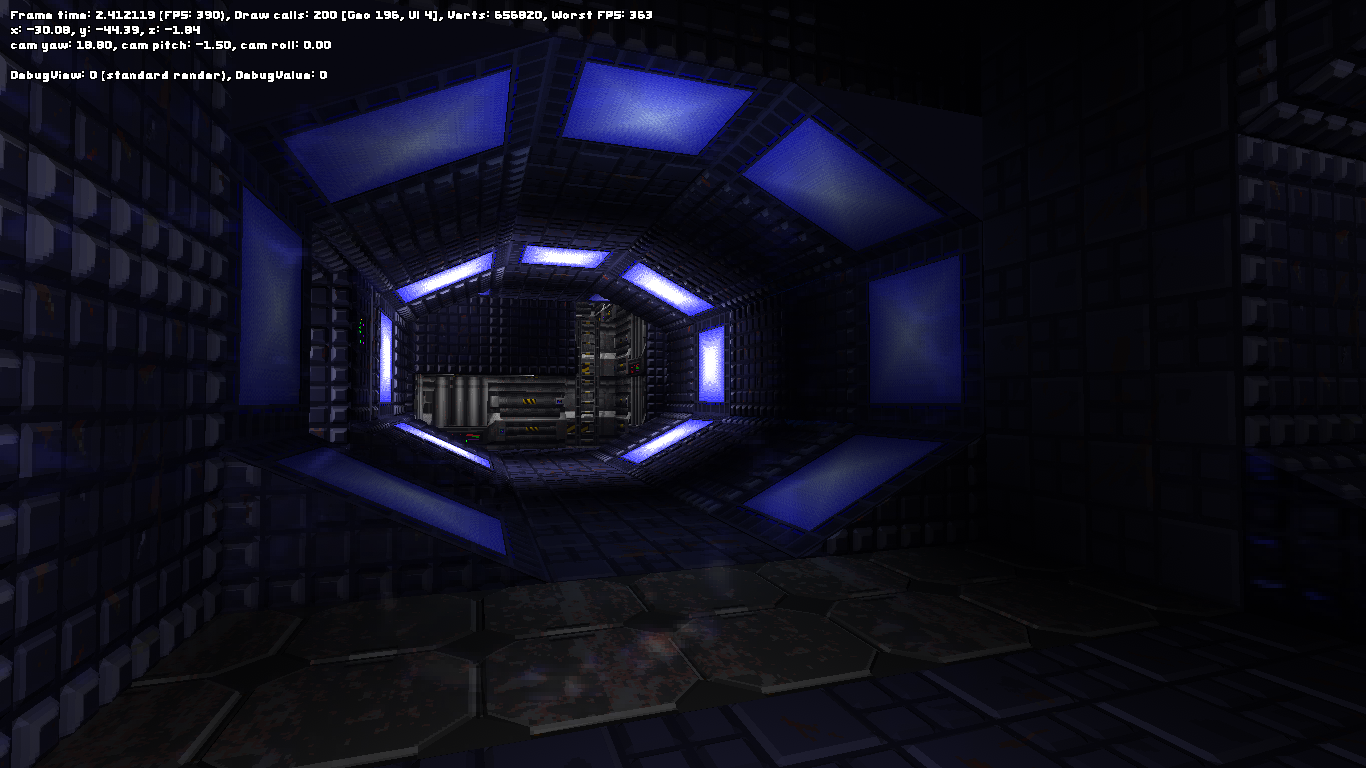 Frame time: 2.412119 (FPS: 390), Draw calls: 200 [Geo 196, UI 4], Verts: 656820, Worst FPS: 363
x: -30.08, y: -44.39, z: -1.84
cam yaw: 18.80, cam pitch: -1.50, cam roll: 0.00
DebugView: 0 (standard render), DebugValue: 0